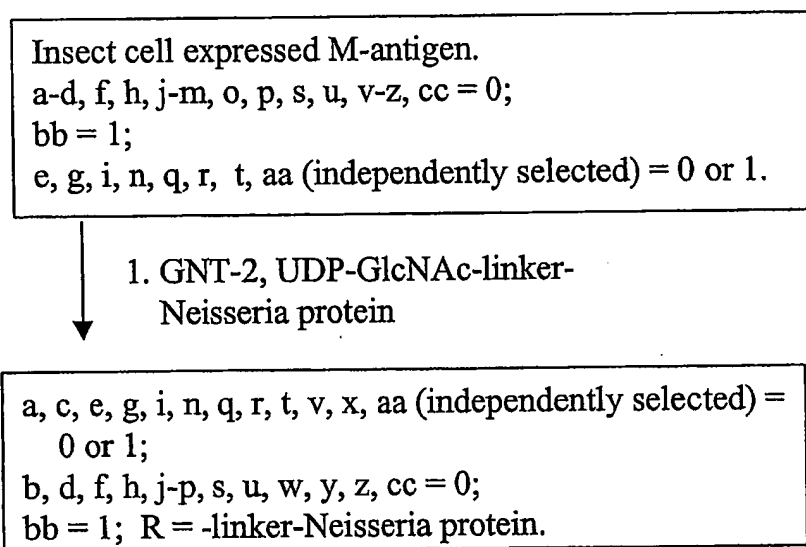 Insect cell expressed M-antigen.
a-d, f, h, j-m, o, p, s, u, v-z, cc = 0;
bb = 1;
e, g, i, n, q, r, t, aa (independently selected) = 0 or 1.
1. GNT-2, UDP-GlcNAc-linker-
Neisseria protein
a, c, e, g, i, n, q, r, t, v, x, aa (independently selected) =
0 or 1;
b, d, f, h, j-p, s, u, w, y, z, cc = 0;
bb = 1; R = -linker-Neisseria protein.